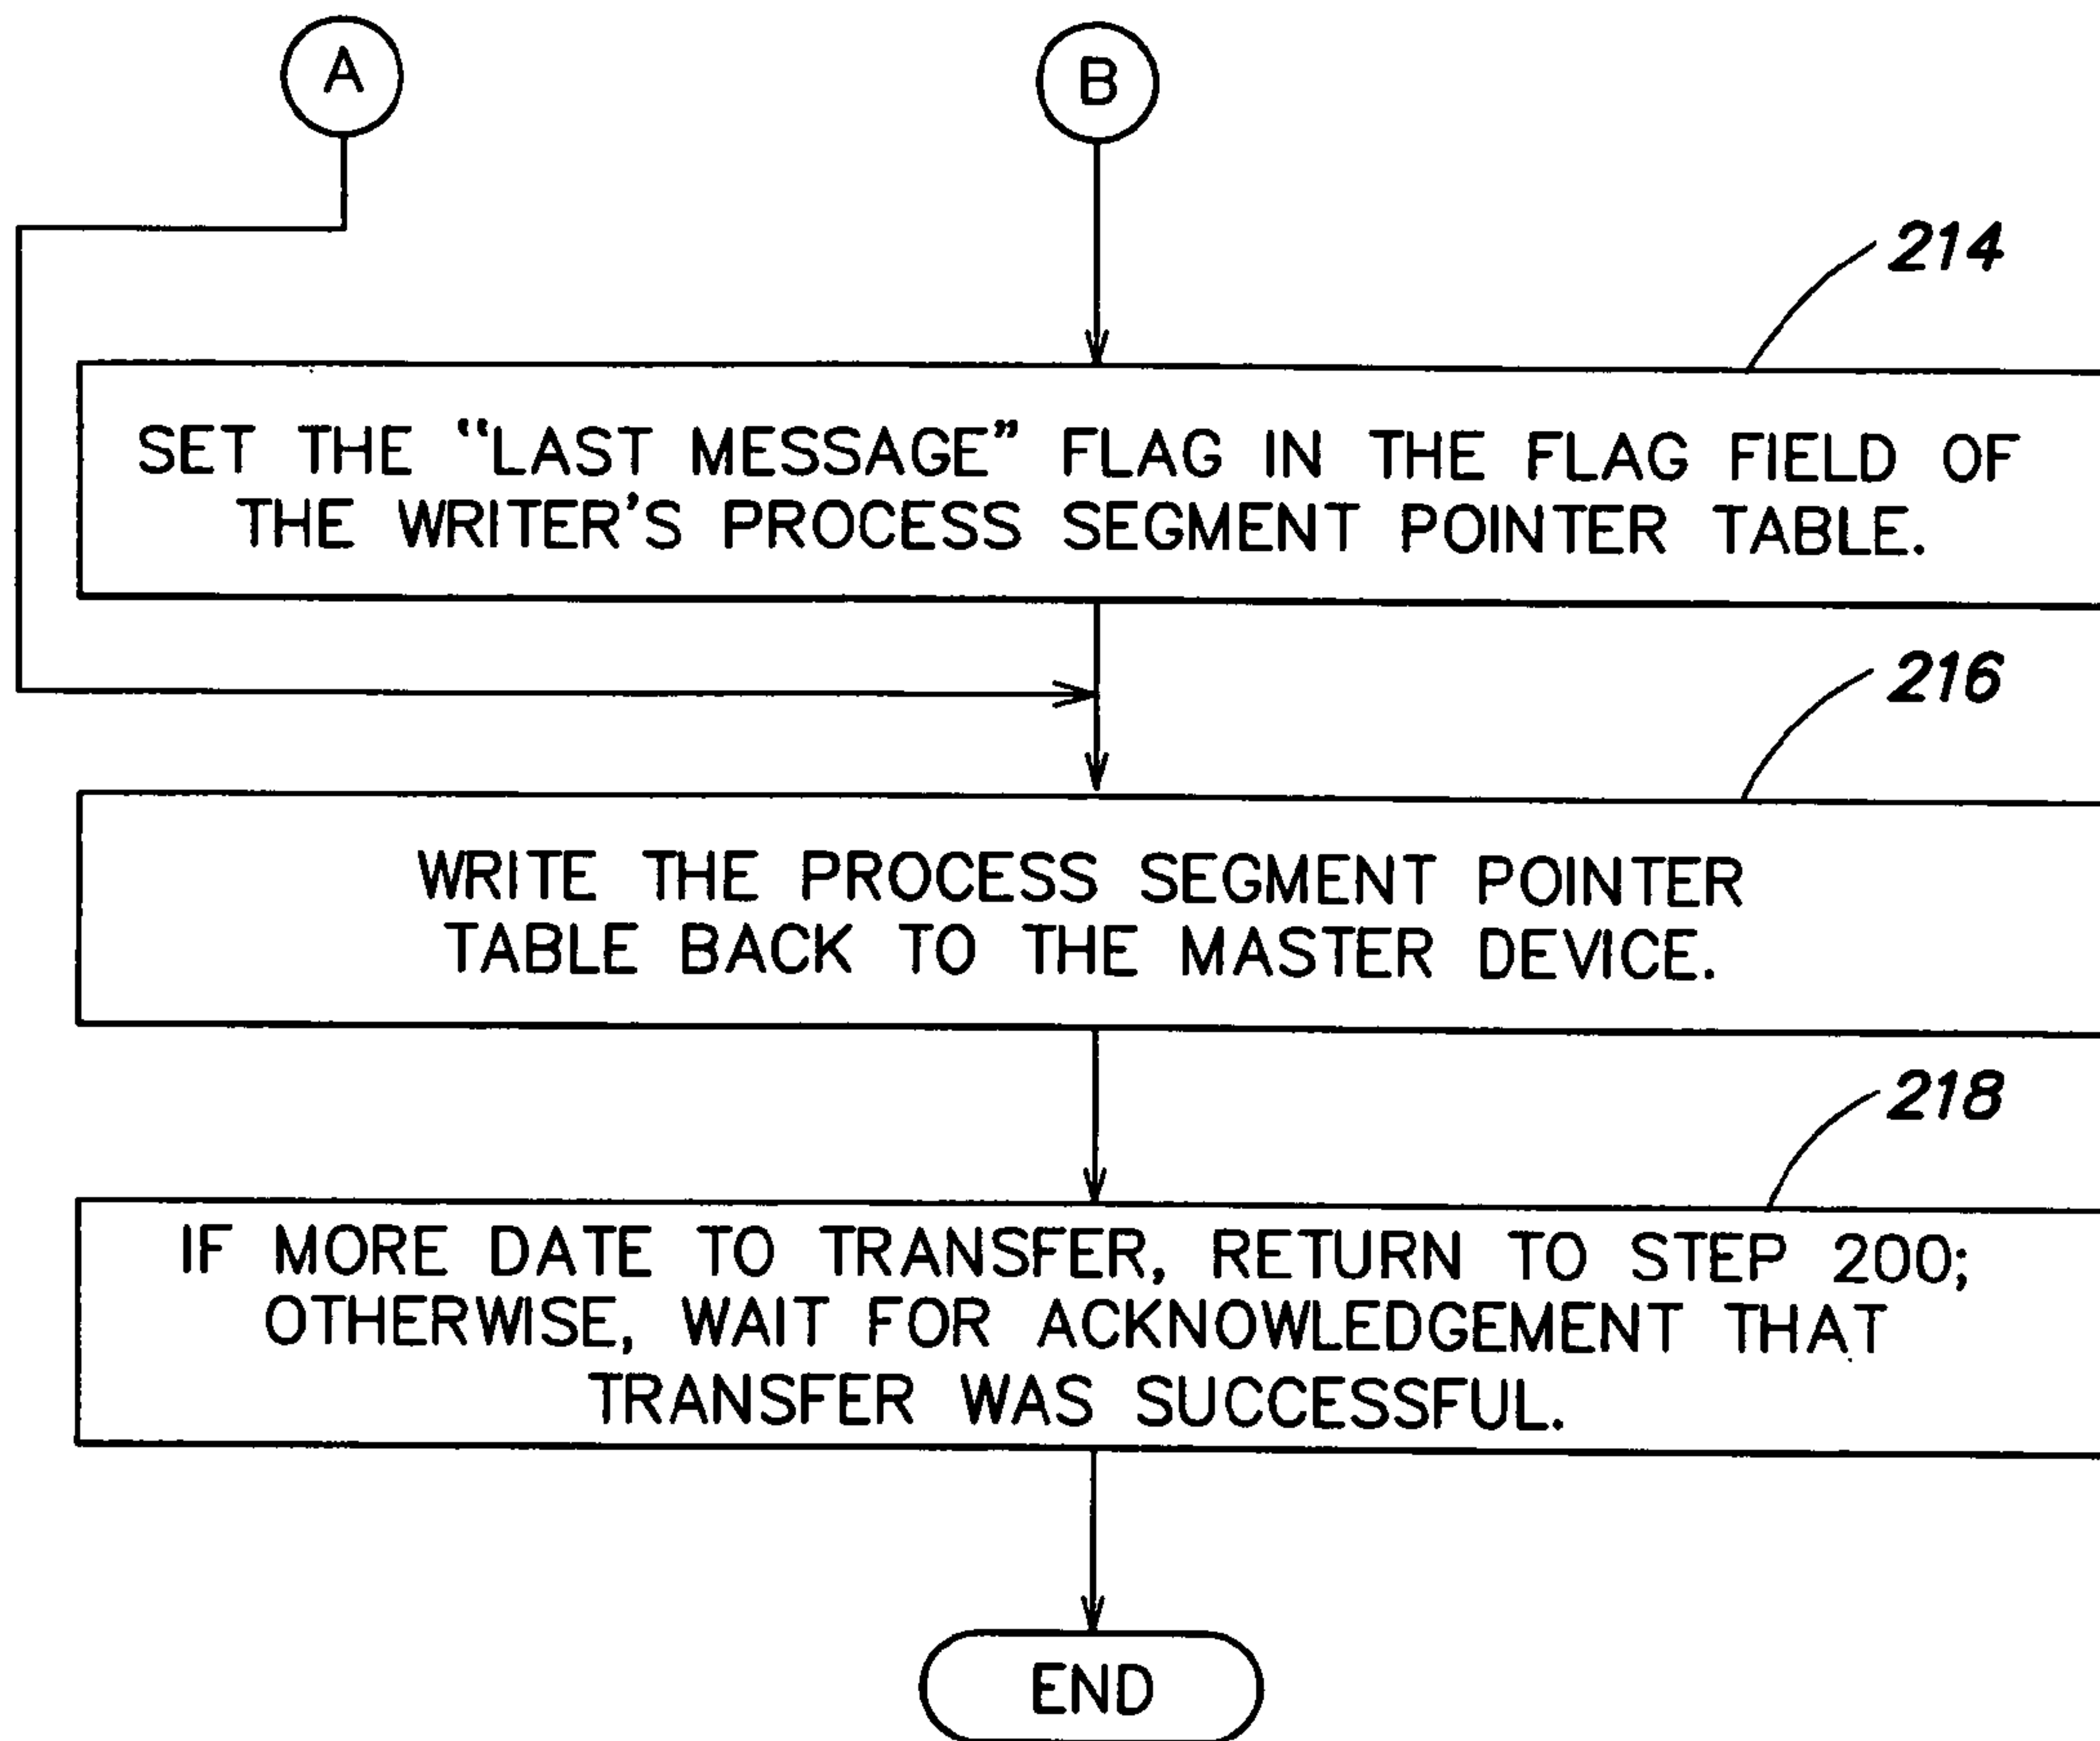 A
B
214
SET THE “LAST MESSAGE” FLAG IN THE FLAG FIELD OF
THE WRITER’S PROCESS SEGMENT POINTER TABLE.
216
WRITE THE PROCESS SEGMENT POINTER
TABLE BACK TO THE MASTER DEVICE.
218
IF MORE DATE TO TRANSFER, RETURN TO STEP 200;
OTHERWISE, WAIT FOR ACKNOWLEDGEMENT THAT
TRANSFER WAS SUCCESSFUL.
END